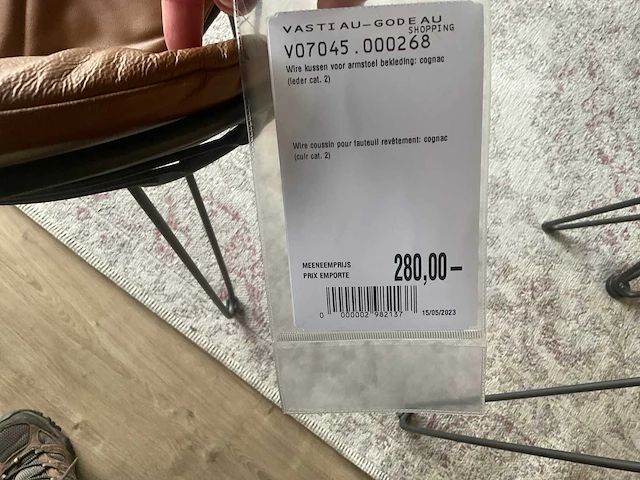 VASTIAU-GODEAU
SHOPPING
V07045.000268
Wire kussen voor armstoel bekleding: cognac
(leder cat. 2)
Wire coussin pour fauteuil revêtement: cognac
(cuir cat. 2)
MEENEEMPRIJS
PRIX EMPORTE
280,00-
0 000002 982137
15/05/2023